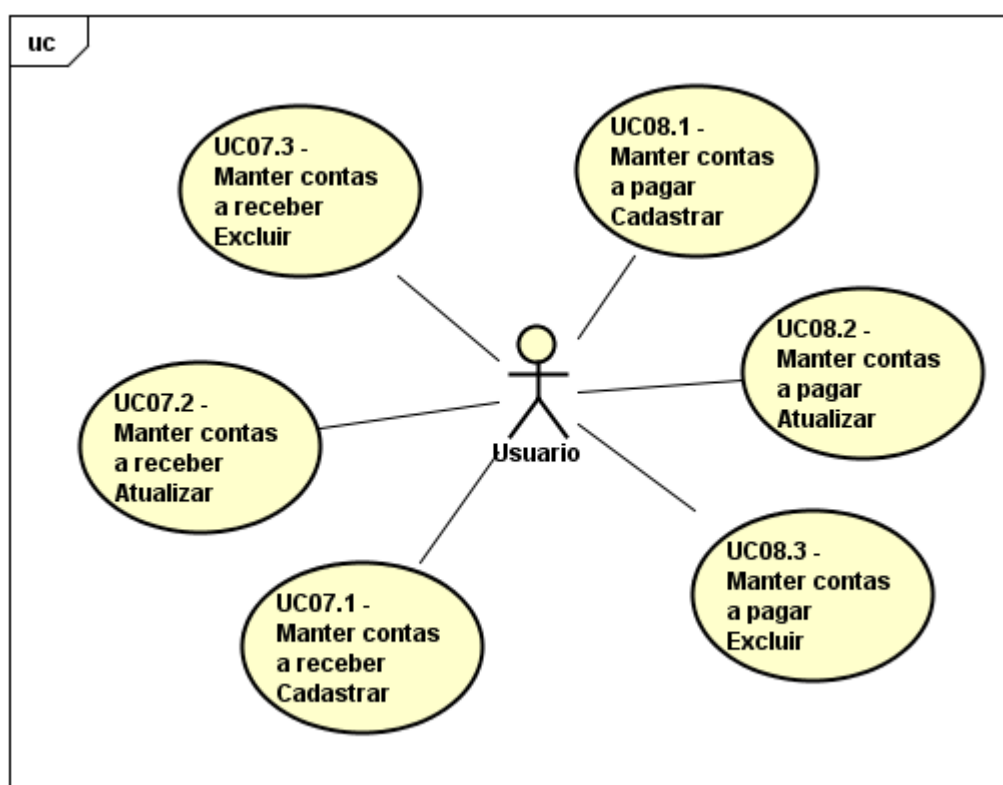 uc
UC07.3 -
Manter contas
a receber
Excluir
UC08.1 -
Manter contas
a pagar
Cadastrar
UC08.2 -
Manter contas
a pagar
Atualizar
UC07.2 -
Manter contas
a receber
Atualizar
Usuario
UC08.3 -
Manter contas
a pagar
Excluir
UC07.1 -
Manter contas
a receber
Cadastrar